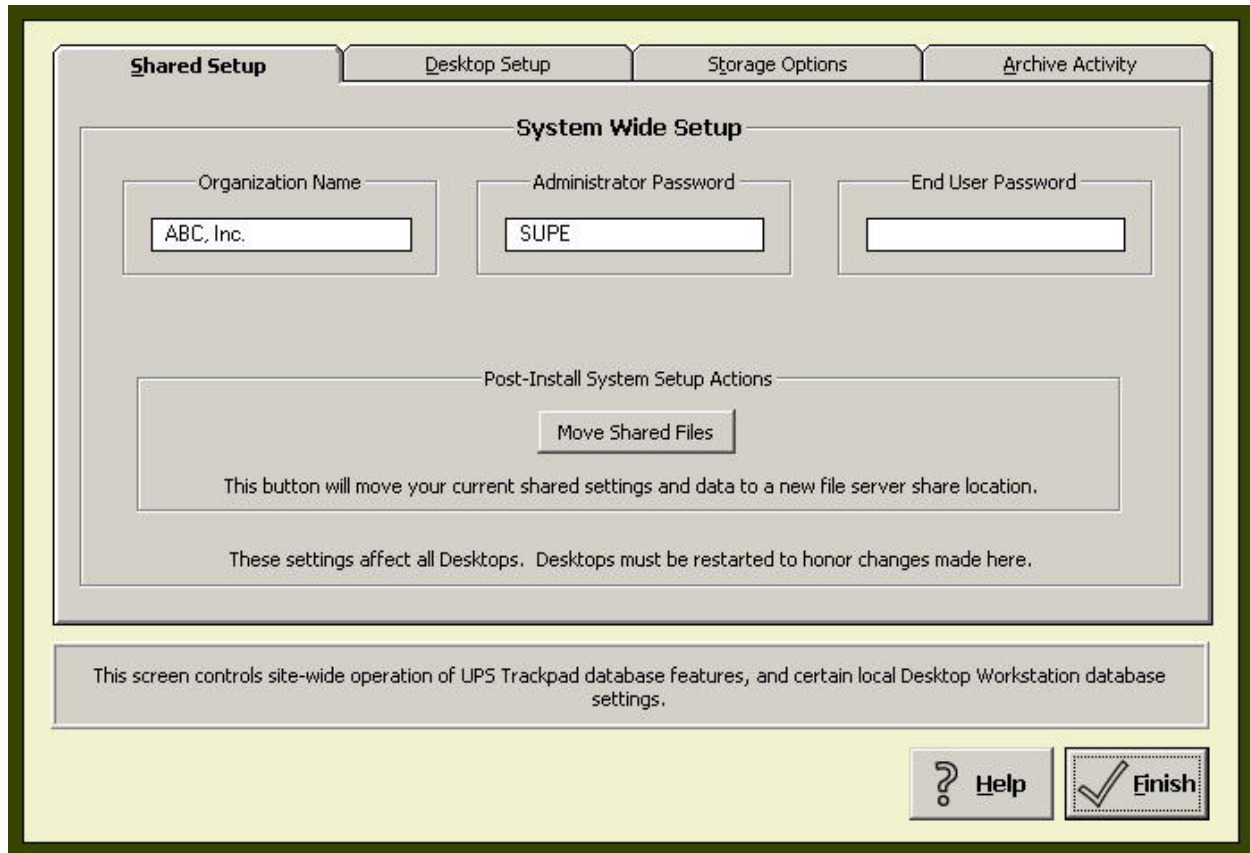 Shared Setup
Desktop Setup
Storage Options
Archive Activity
System Wide Setup
Organization Name
Administrator Password
End User Password
ABC, Inc.
SUPE
Post-Install System Setup Actions
Move Shared Files
This button will move your current shared settings and data to a new file server share location.
These settings affect all Desktops. Desktops must be restarted to honor changes made here.
This screen controls site-wide operation of UPS Trackpad database features, and certain local Desktop Workstation database
settings.
Help
Finish